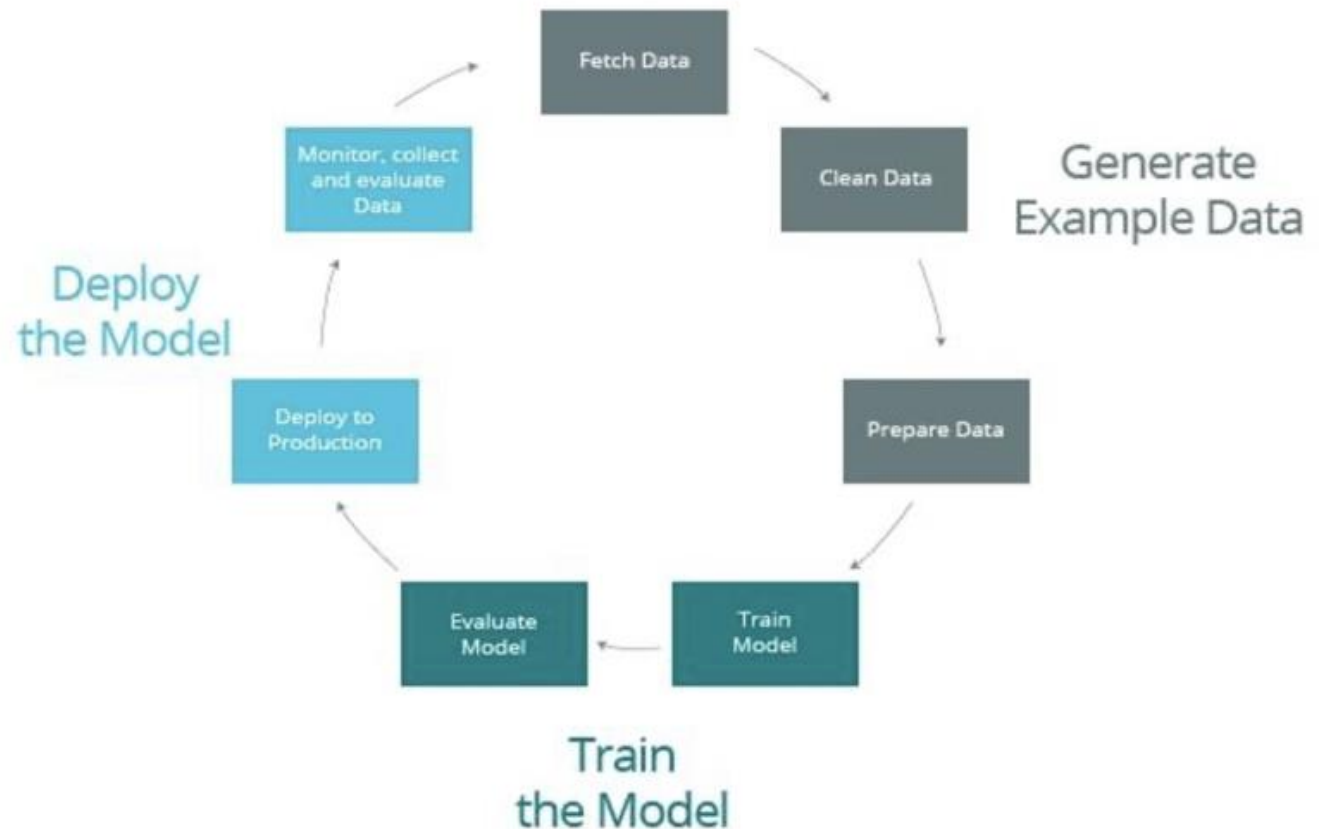 Fetch Data
Clean Data
Generate
Example Data
Prepare Data
Train
Model
Train
the Model
Evaluate
Model
Deploy to
Production
Deploy
the Model
Monitor, collect
and evaluate
Data